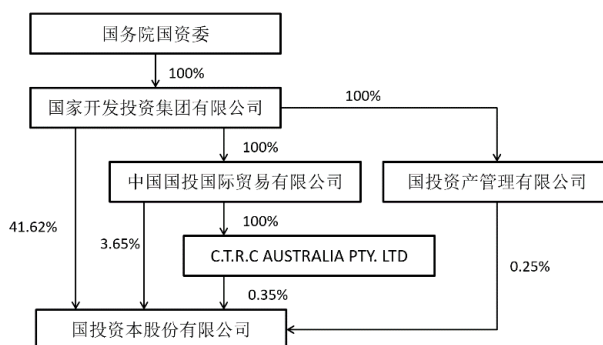 国务院国资委
100%
国家开发投资集团有限公司
100%
100%
中国国投国际贸易有限公司
国投资产管理有限公司
41.62%
3.65%
100%
C.T.R.C AUSTRALIA PTY. LTD
0.25%
0.35%
国投资本股份有限公司